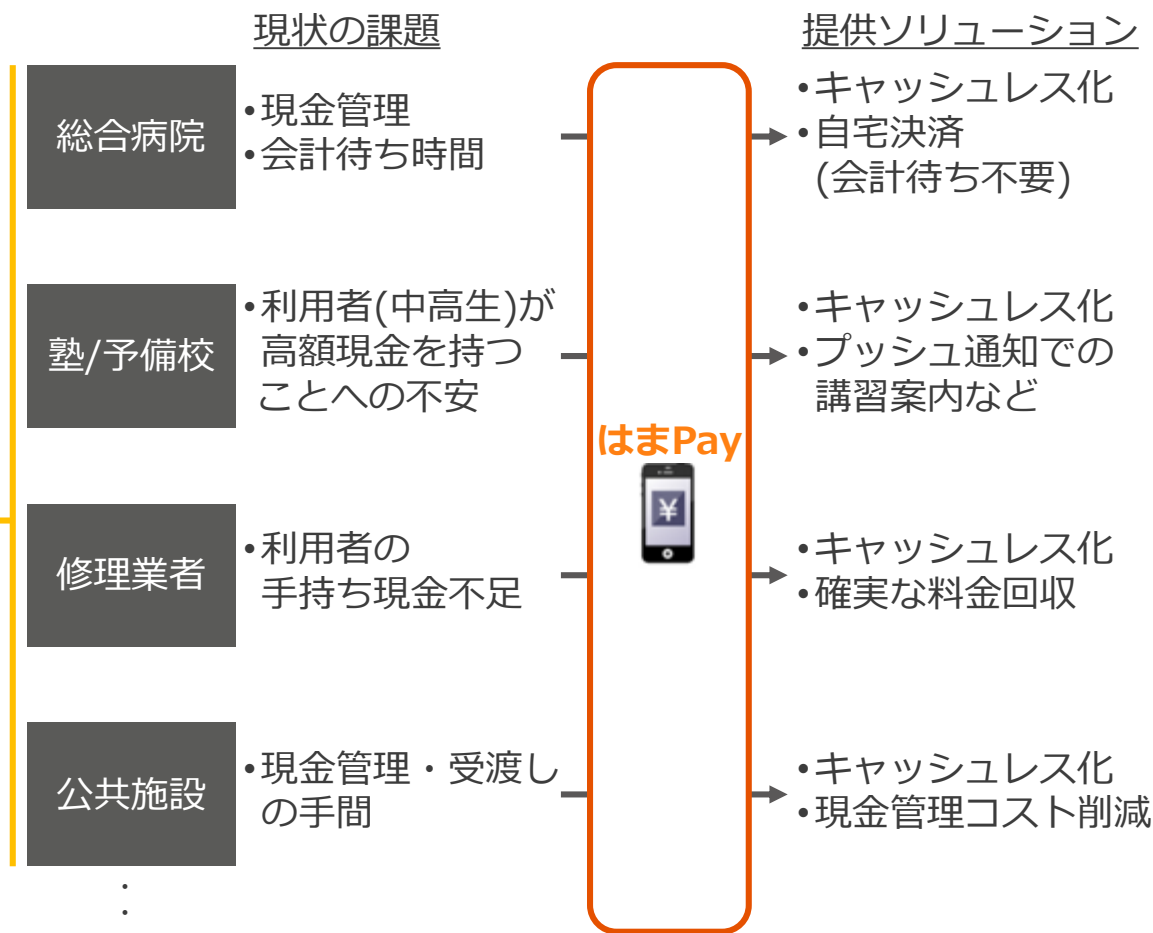 現状の課題
提供ソリューション
総合病院
•現金管理
•会計待ち時間
•キャッシュレス化
•自宅決済
(会計待ち不要)
塾/予備校
•利用者(中高生)が
高額現金を持つ
ことへの不安
•キャッシュレス化
•プッシュ通知での
講習案内など
はまPay
¥
修理業者
•利用者の
手持ち現金不足
•キャッシュレス化
•確実な料金回収
公共施設
•現金管理・受渡し
の手間
•キャッシュレス化
•現金管理コスト削減
・
・